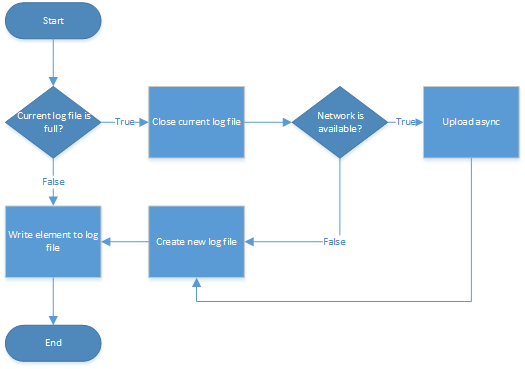 Start
Current log file is
full?
True
Close current log file
Network is
available?
True
Upload async
False
Write element to log
file
Create new log file
False
End